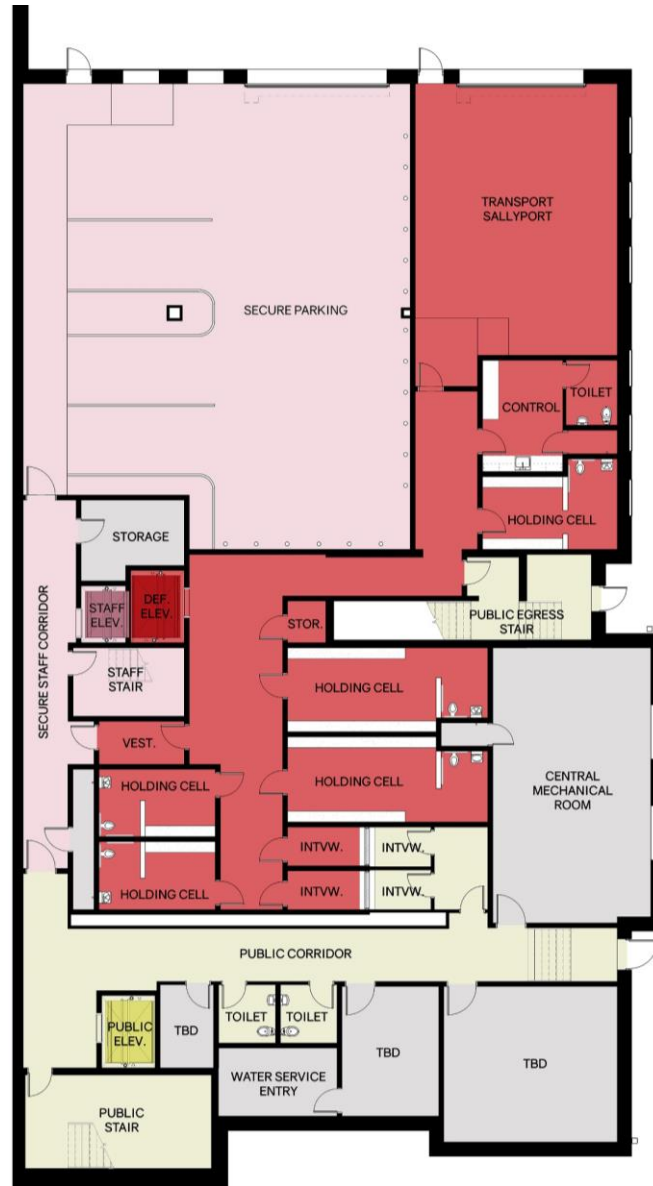 TRANSPORT
SALLYPORT
SECURE PARKING
CONTROL
TOILET
HOLDING CELL
STORAGE
STAFF
ELEV.
DEF.
ELEV.
STOR.
PUBLIC EGRESS
STAIR
SECURE STAFF CORRIDOR
STAFF
STAIR
HOLDING CELL
VEST.
HOLDING CELL
HOLDING CELL
CENTRAL
MECHANICAL
ROOM
INTVW.
INTVW.
HOLDING CELL
INTVW.
INTVW.
PUBLIC CORRIDOR
PUBLIC
ELEV.
TBD
TOILET
TOILET
TBD
TBD
WATER SERVICE
ENTRY
PUBLIC
STAIR